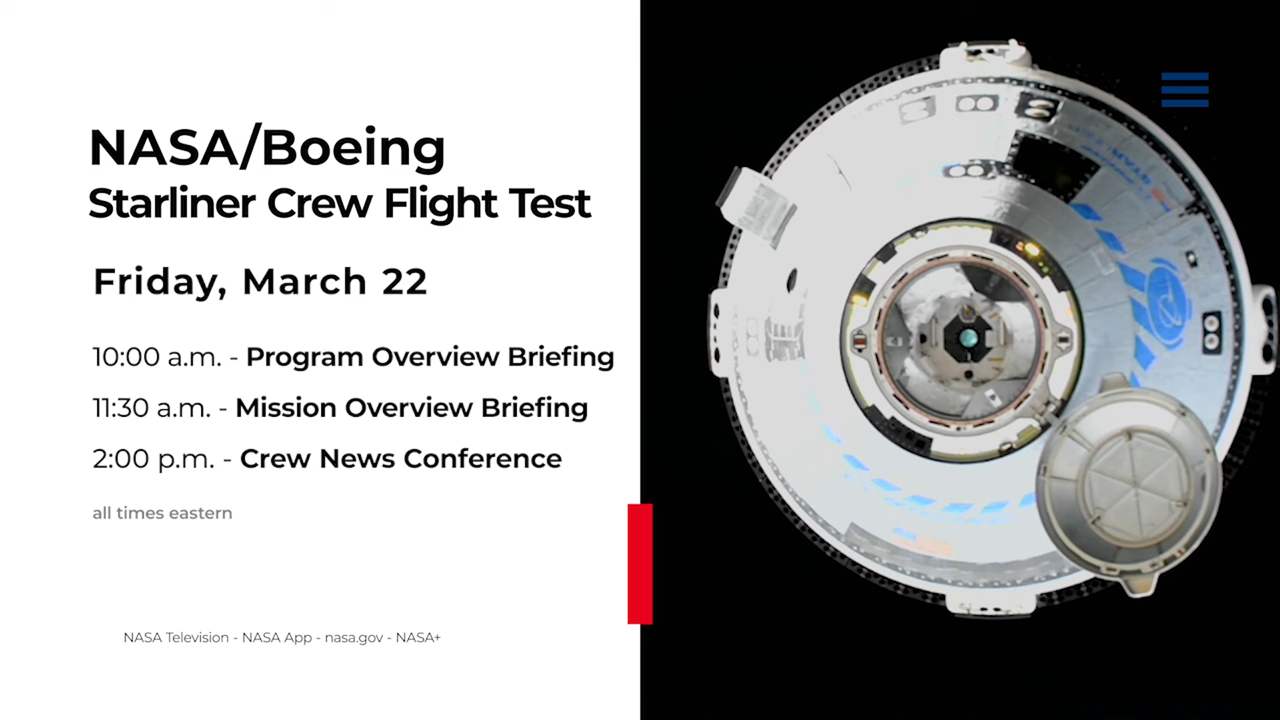 NASA/Boeing
Starliner Crew Flight Test
Friday, March 22
10:00 a.m. - Program Overview Briefing
11:30 a.m. - Mission Overview Briefing
2:00 p.m. - Crew News Conference
all times eastern
NASA Television - NASA App - nasa.gov - NASA+